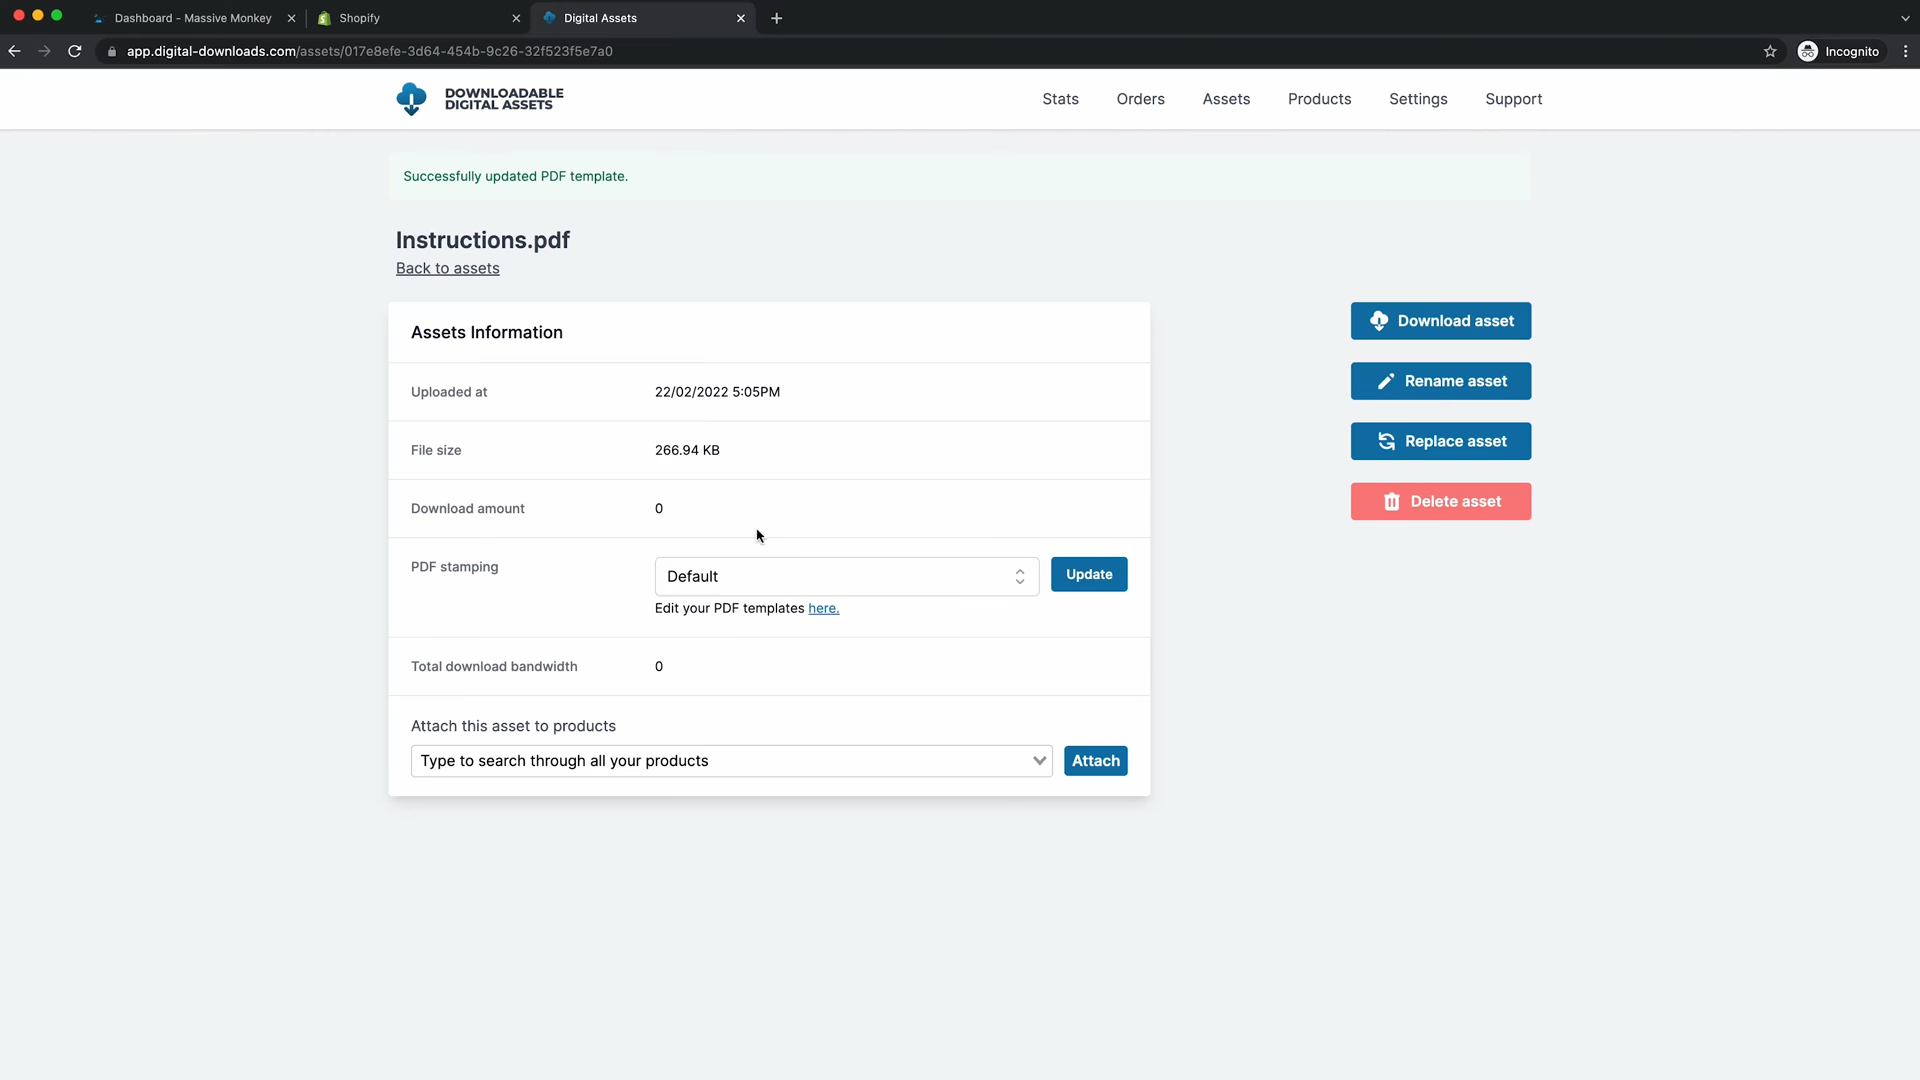 Dashboard - Massive Monkey
Shopify
Digital Assets
app.digital-downloads.com/assets/017e8efe-3d64-454b-9c26-32f523f5e7a0
Incognito
DOWNLOADABLE
DIGITAL ASSETS
Stats
Orders
Assets
Products
Settings
Support
Successfully updated PDF template.
Instructions.pdf
Back to assets
Assets Information
Uploaded at
22/02/2022 5:05PM
File size
266.94 KB
Download amount
0
PDF stamping
Default
Update
Edit your PDF templates here.
Total download bandwidth
0
Attach this asset to products
Type to search through all your products
Attach
Download asset
Rename asset
Replace asset
Delete asset